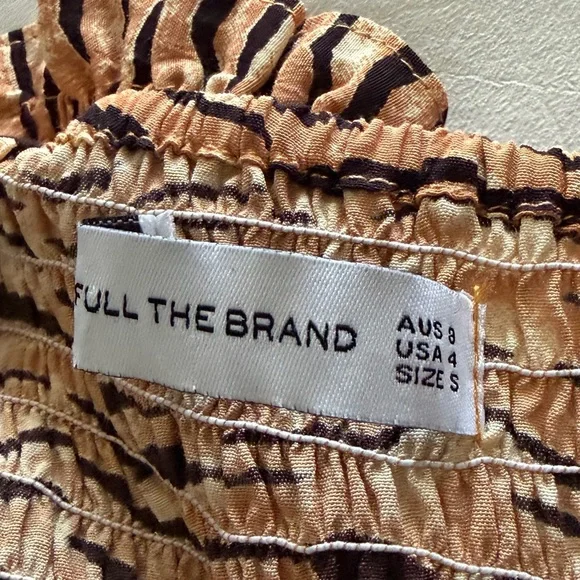 FULL THE BRAND
AUS 8
USA 4
SIZE S